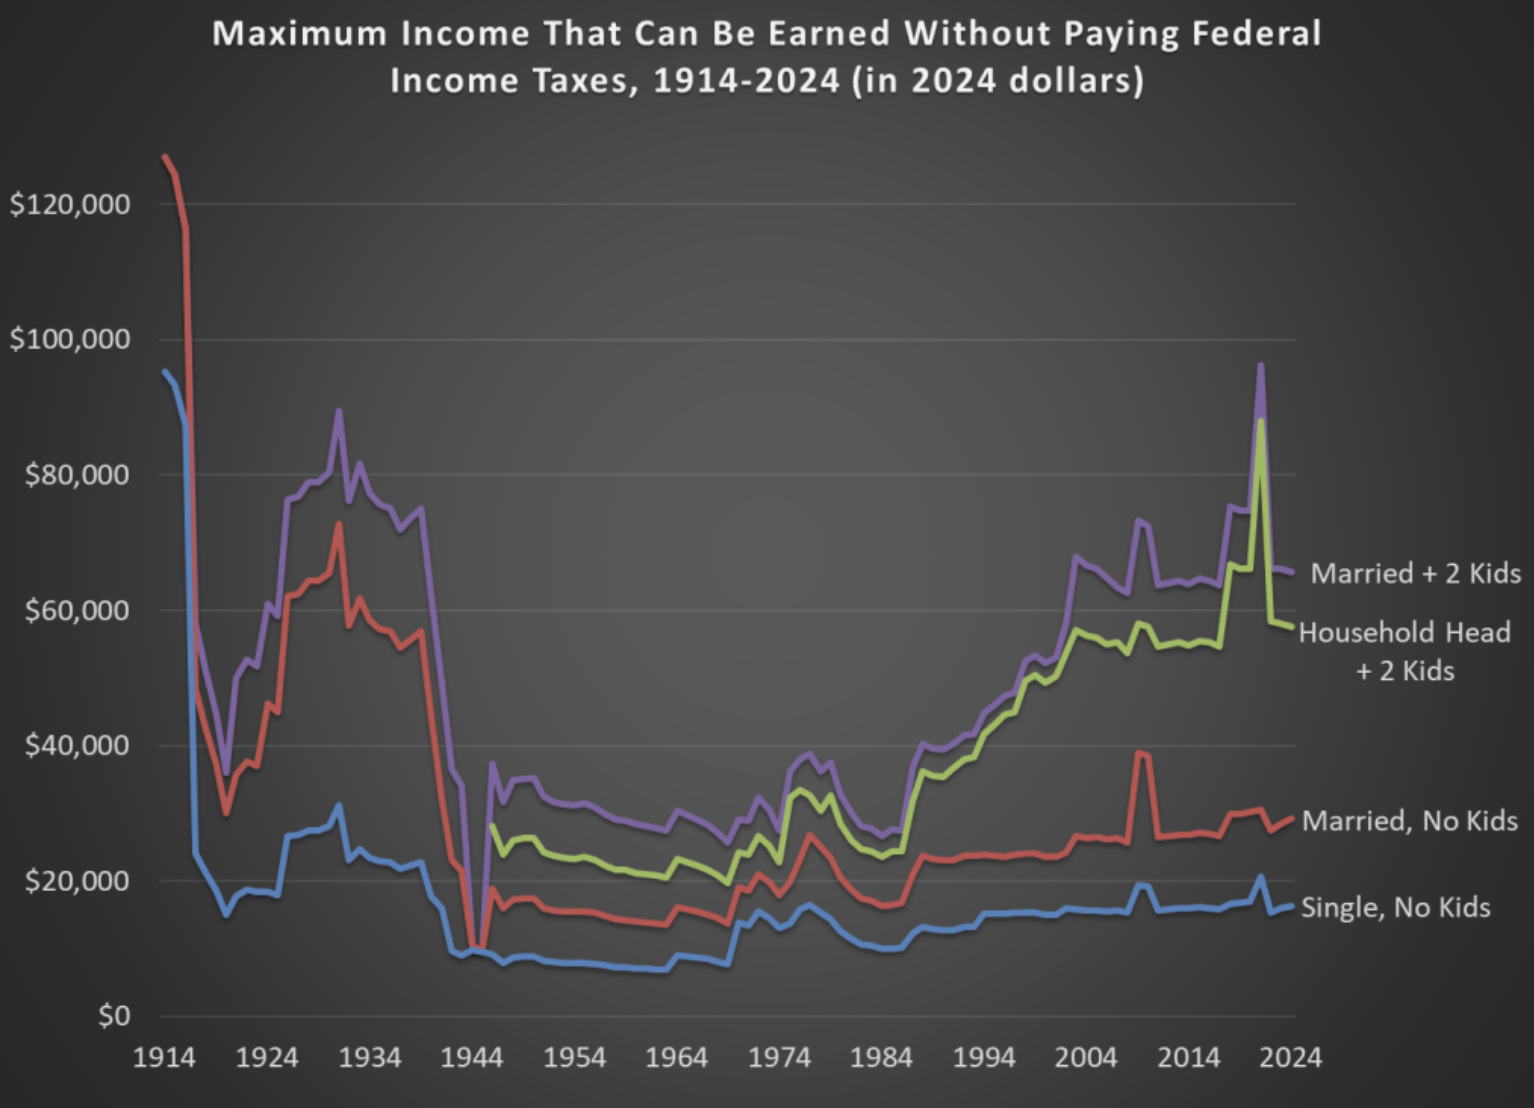 Maximum Income That Can Be Earned Without Paying Federal
Income Taxes, 1914-2024 (in 2024 dollars)
$120,000
$100,000
$80,000
$60,000
$40,000
$20,000
$0
Married + 2 Kids
Household Head
+ 2 Kids
Married, No Kids
Single, No Kids
1914 1924 1934 1944 1954 1964 1974 1984 1994 2004 2014 2024